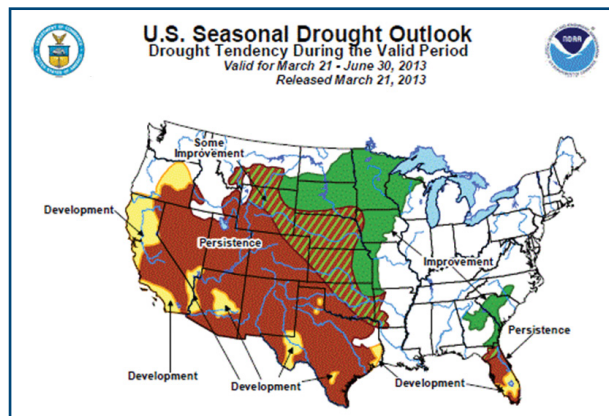 U.S. Seasonal Drought Outlook
Drought Tendency During the Valid Period
Valid for March 21 - June 30, 2013
Released March 21, 2013
NOAA
Some
Improvement
Development
Persistence
Improvement
Persistence
Development
Development
Development